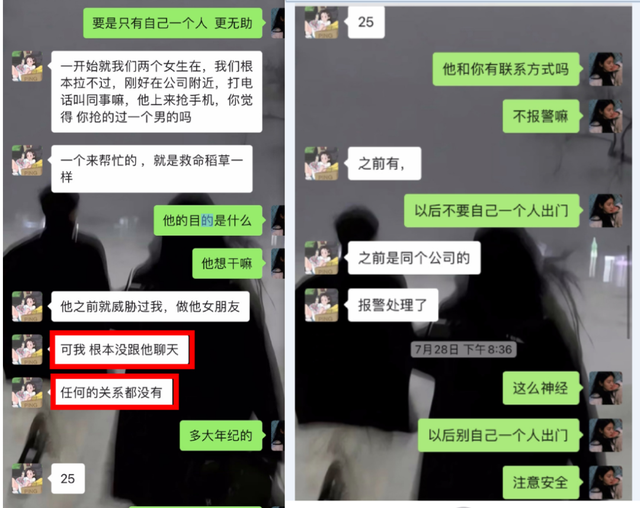 要是只有自己一个人 更无助
一开始就我们两个女生在，我们根
本拉不过，刚好在公司附近，打电
话叫同事嘛，他上来抢手机，你觉
得 你抢的过一个男的吗
一个来帮忙的 ，就是救命稻草一
样
他的目的是什么
他想干嘛
他之前就威胁过我，做他女朋友
可我 根本没跟他聊天
任何的关系都没有
多大年纪的
25
25
他和你有联系方式吗
不报警嘛
之前有，
以后不要自己一个人出门
之前是同个公司的
报警处理了
7月28日 下午8:36
这么神经
以后别自己一个人出门
注意安全